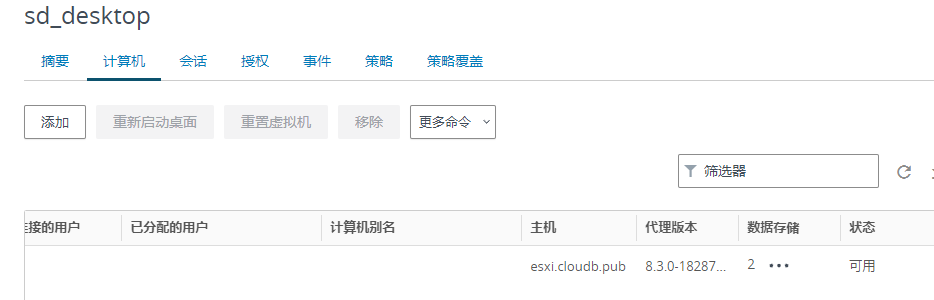 sd_desktop
摘要 计算机 会话 授权 事件 策略 策略覆盖
添加 重新启动桌面 重置虚拟机 移除 更多命令
筛选器
接的用户 已分配的用户 计算机别名 主机 代理版本 数据存储 状态
esxi.cloudb.pub 8.3.0-18287... 2 ••• 可用